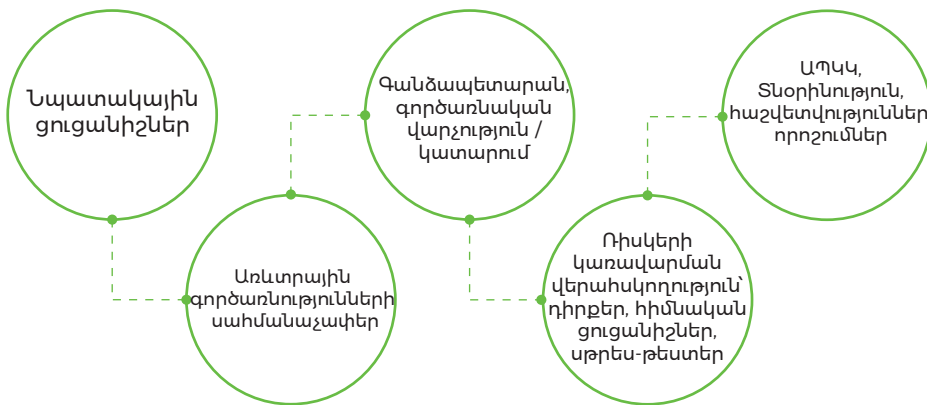 Նպատակային
ցուցանիշներ
Առևտրային
գործառնությունների
սահմանաչափեր
Գանձապետարան,
գործառնական
վարչություն /
կատարում
Ռիսկերի
կառավարման
վերահսկողություն՝
դիրքեր, հիմնական
ցուցանիշներ,
սթրես-թեստեր
ԱՊԿԿ,
Տնօրինություն,
հաշվետվություններ
որոշումներ